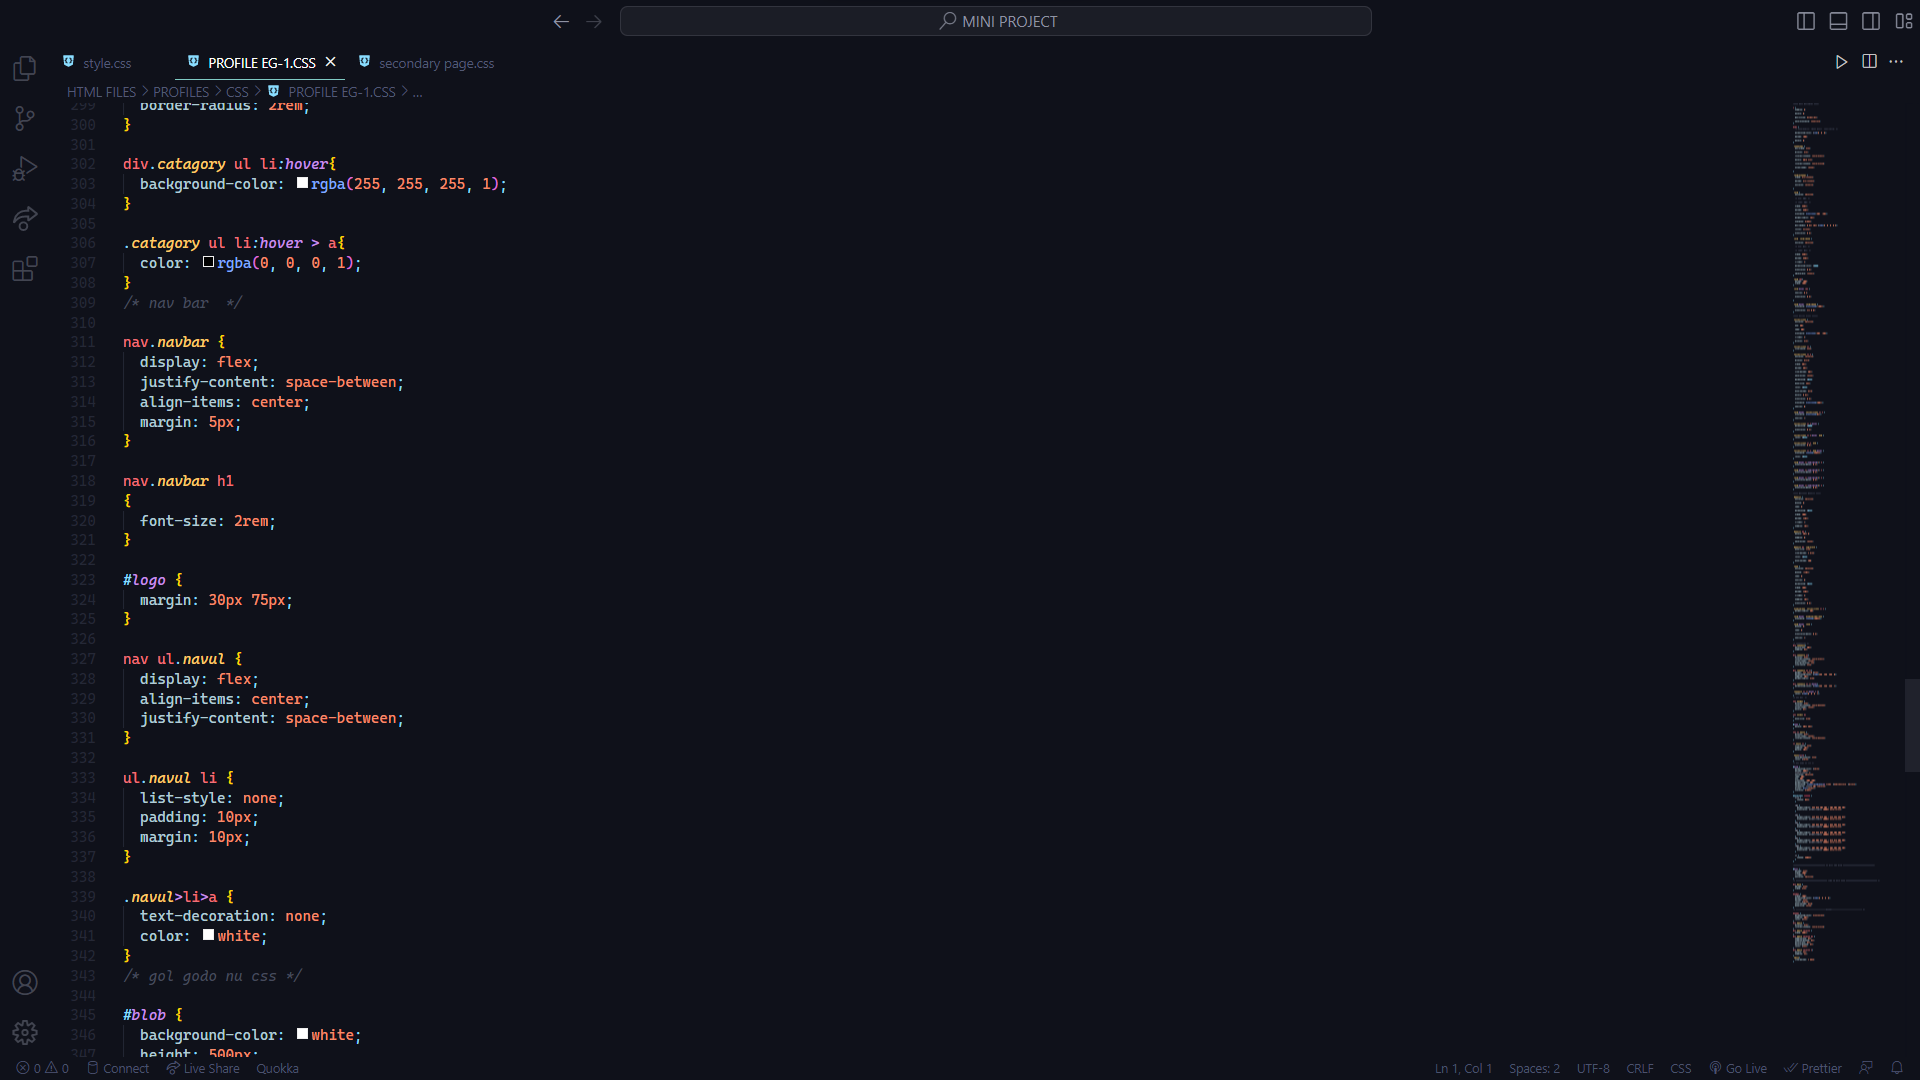 MINI PROJECT
style.css
PROFILE EG-1.CSS
secondary page.css
HTML FILES > PROFILES > CSS > PROFILE EG-1.CSS > ...
299 border-radius: 2rem;
300 }
301
302 div.catagory ul li:hover{
303 background-color: rgba(255, 255, 255, 1);
304 }
305
306 .catagory ul li:hover > a{
307 color: rgba(0, 0, 0, 1);
308 }
309 /* nav bar  */
310
311 nav.navbar {
312 display: flex;
313 justify-content: space-between;
314 align-items: center;
315 margin: 5px;
316 }
317
318 nav.navbar h1
319 {
320 font-size: 2rem;
321 }
322
323 #logo {
324 margin: 30px 75px;
325 }
326
327 nav ul.navul {
328 display: flex;
329 align-items: center;
330 justify-content: space-between;
331 }
332
333 ul.navul li {
334 list-style: none;
335 padding: 10px;
336 margin: 10px;
337 }
338
339 .navul>li>a {
340 text-decoration: none;
341 color: white;
342 }
343 /* gol godo nu css */
344
345 #blob {
346 background-color: white;
347 height: 500px;
0 0 Connect Live Share Quokka Ln 1, Col 1 Spaces: 2 UTF-8 CRLF CSS Go Live Prettier